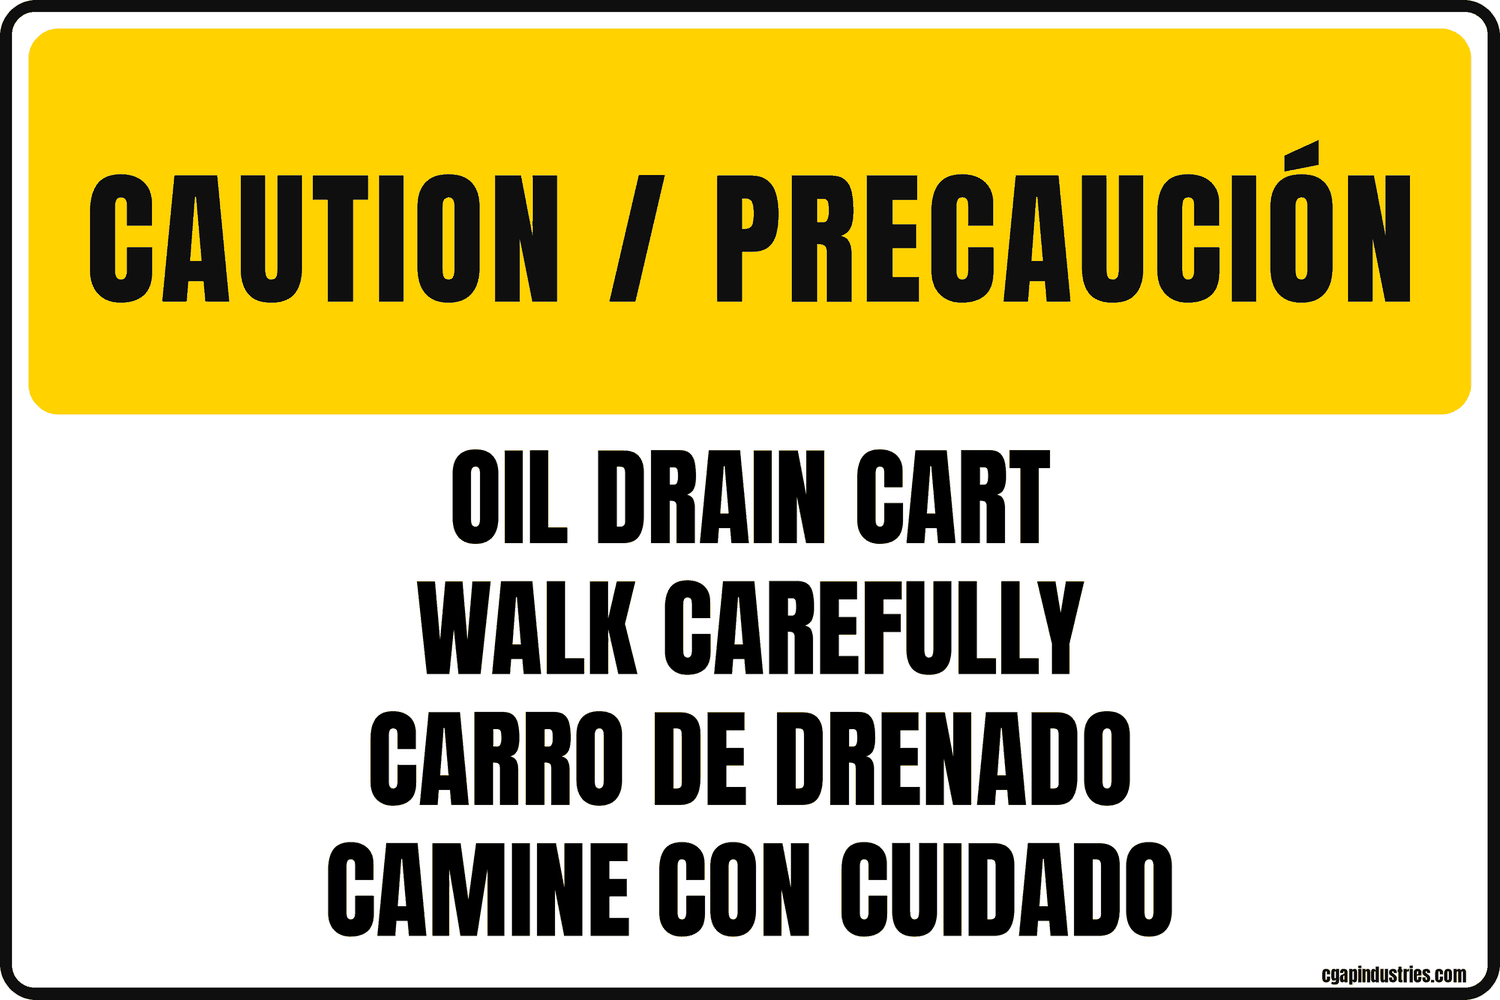 CAUTION / PRECAUCIÓN
OIL DRAIN CART
WALK CAREFULLY
CARRO DE DRENADO
CAMINE CON CUIDADO
cgapindustries.com